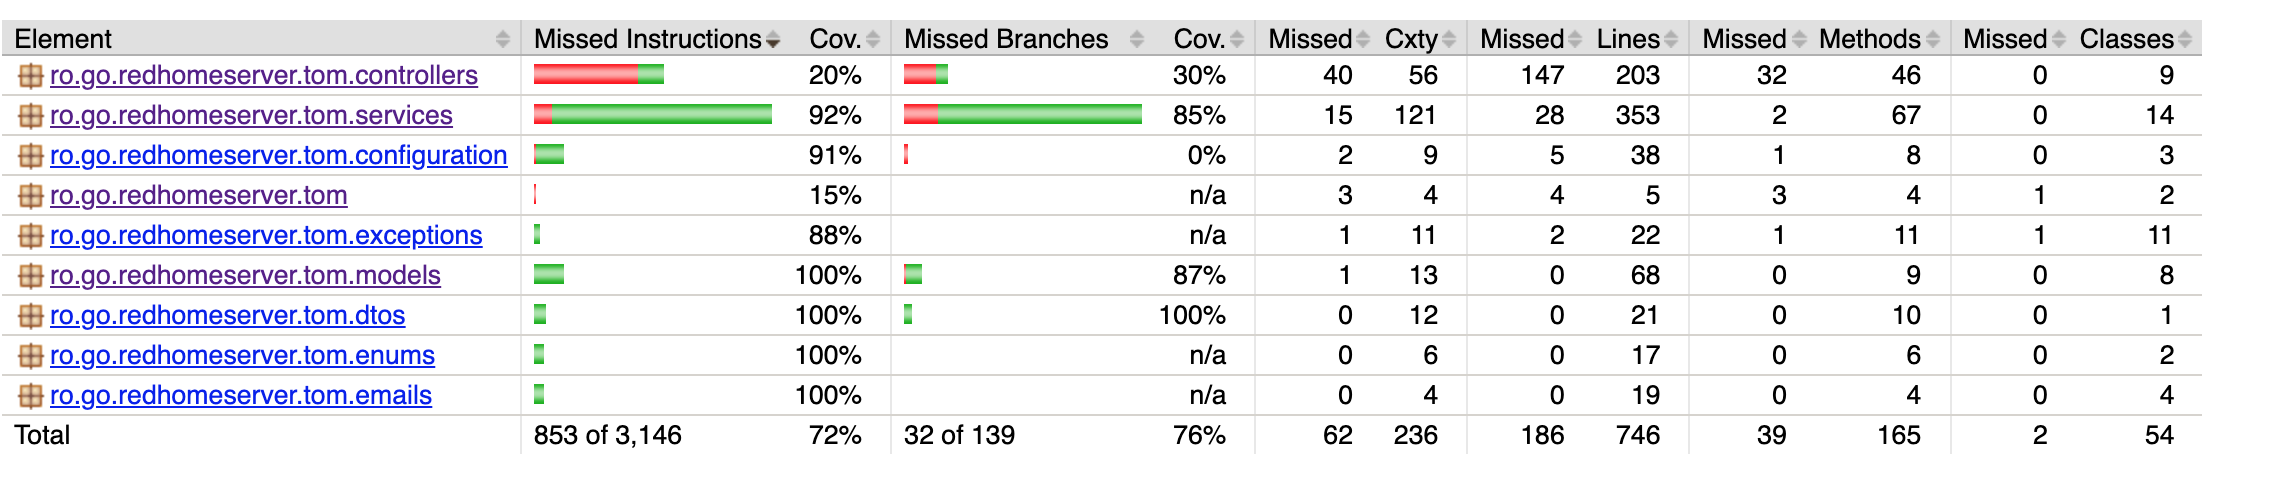 Element Missed Instructions Cov. Missed Branches Cov. Missed Cxty Missed Lines Missed Methods Missed Classes
ro.go.redhomeserver.tom.controllers 20% 30% 40 56 147 203 32 46 0 9
ro.go.redhomeserver.tom.services 92% 85% 15 121 28 353 2 67 0 14
ro.go.redhomeserver.tom.configuration 91% 0% 2 9 5 38 1 8 0 3
ro.go.redhomeserver.tom 15% n/a 3 4 4 5 3 4 1 2
ro.go.redhomeserver.tom.exceptions 88% n/a 1 11 2 22 1 11 1 11
ro.go.redhomeserver.tom.models 100% 87% 1 13 0 68 0 9 0 8
ro.go.redhomeserver.tom.dtos 100% 100% 0 12 0 21 0 10 0 1
ro.go.redhomeserver.tom.enums 100% n/a 0 6 0 17 0 6 0 2
ro.go.redhomeserver.tom.emails 100% n/a 0 4 0 19 0 4 0 4
Total 853 of 3,146 72% 32 of 139 76% 62 236 186 746 39 165 2 54